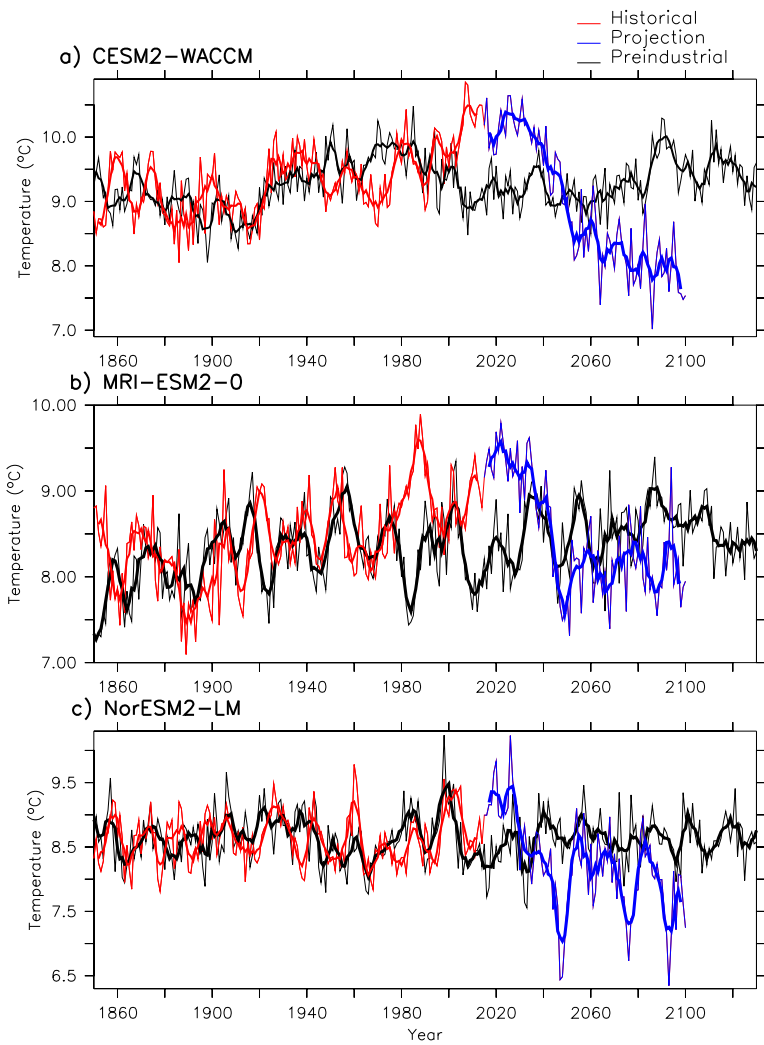 Historical
Projection
Preindustrial
a) CESM2-WACCM
Temperature (°C)
10.0
9.0
8.0
7.0
1860 1900 1940 1980 2020 2060 2100
b) MRI-ESM2-0
Temperature (°C)
10.00
9.00
8.00
7.00
1860 1900 1940 1980 2020 2060 2100
c) NorESM2-LM
Temperature (°C)
9.5
8.5
7.5
6.5
1860 1900 1940 1980 2020 2060 2100
Year